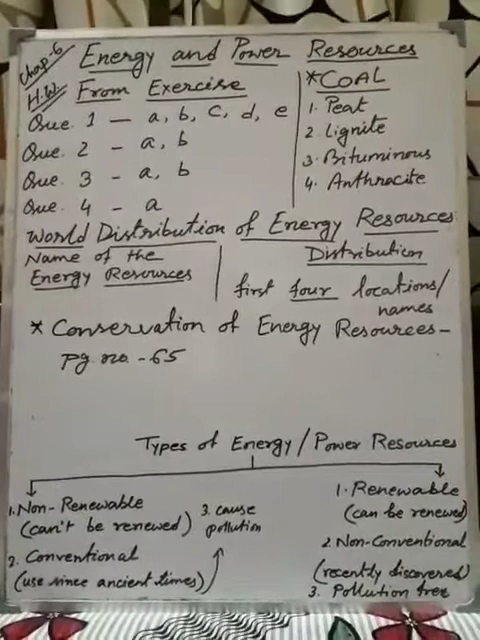 Chap. 6
Energy and Power Resources
H.W. From Exercise
Que. 1 — a, b, c, d, e
Que. 2 - a, b
Que. 3 - a, b
Que. 4 - a
* COAL
1. Peat
2. Lignite
3. Bituminous
4. Anthracite
World Distribution of Energy Resources
Name of the
Energy Resources
Distribution
first four locations/
names
* Conservation of Energy Resources-
Pg. no. - 65
Types of Energy/Power Resources
1. Non-Renewable
(can't be renewed)
2. Conventional
(use since ancient times)
3. cause
pollution
1. Renewable
(can be renewed)
2. Non-Conventional
(recently discovered)
3. Pollution free